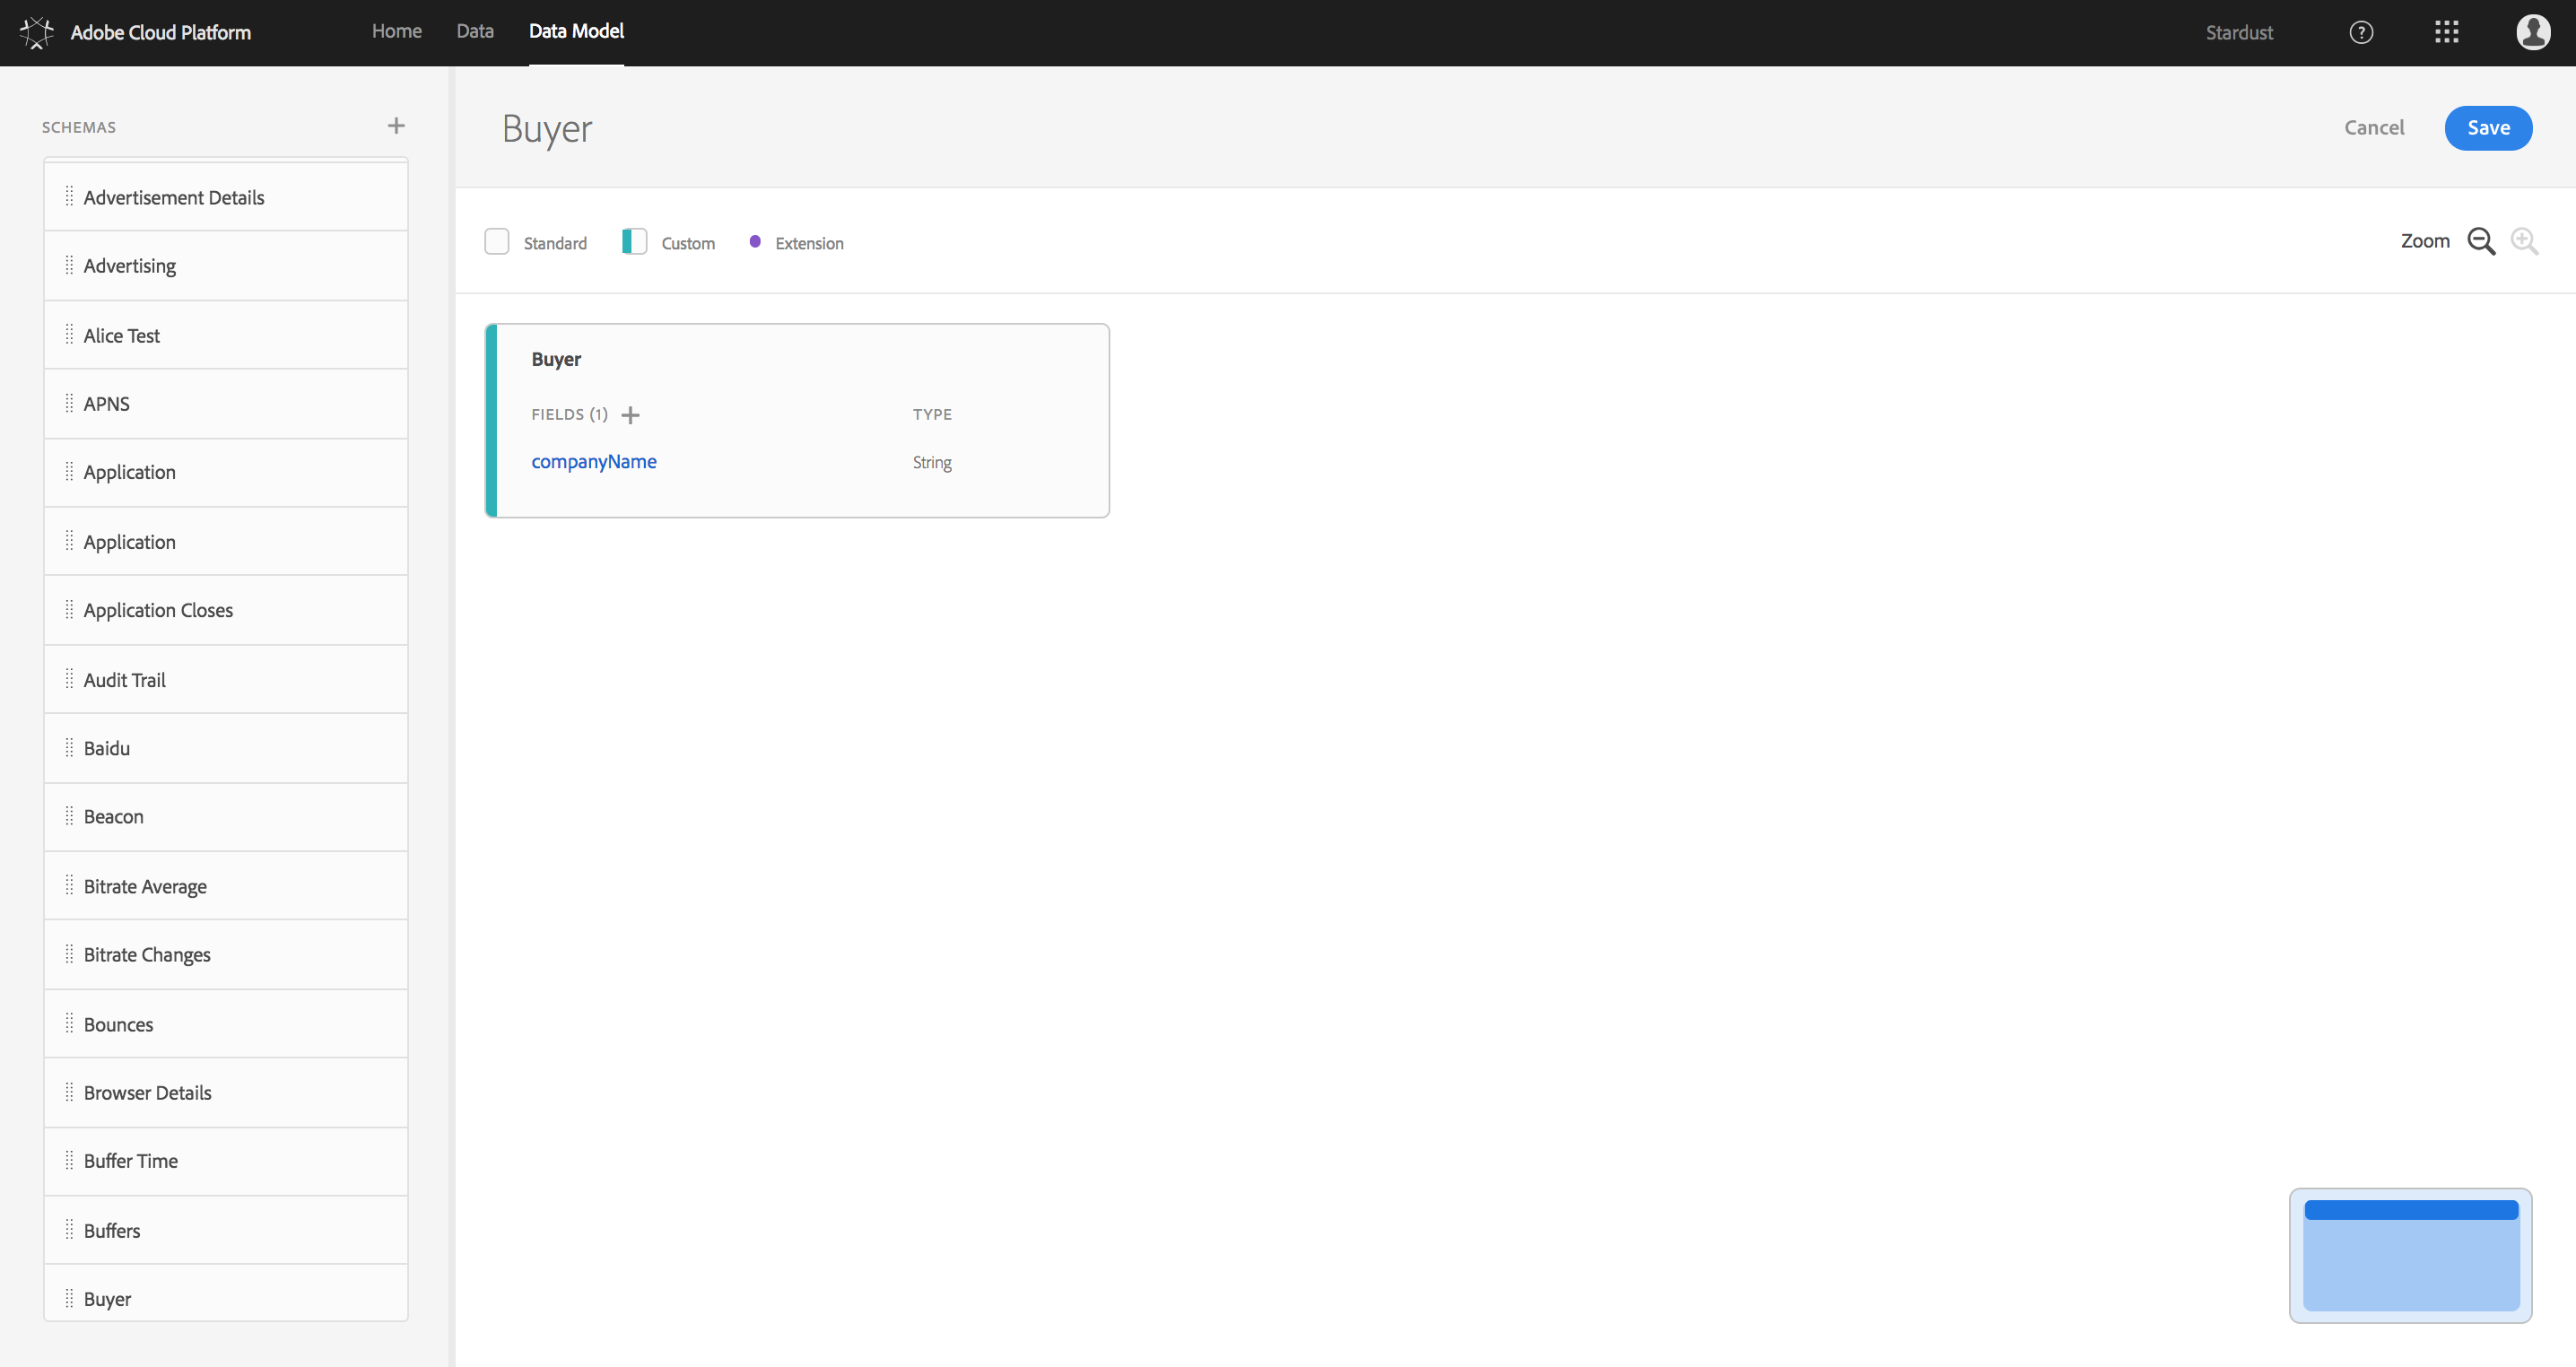 Adobe Cloud Platform Home Data Data Model Stardust ?
SCHEMAS +
Advertisement Details
Advertising
Alice Test
APNS
Application
Application
Application Closes
Audit Trail
Baidu
Beacon
Bitrate Average
Bitrate Changes
Bounces
Browser Details
Buffer Time
Buffers
Buyer
Buyer Cancel Save
Standard Custom Extension Zoom
Buyer
FIELDS (1) + TYPE
companyName String